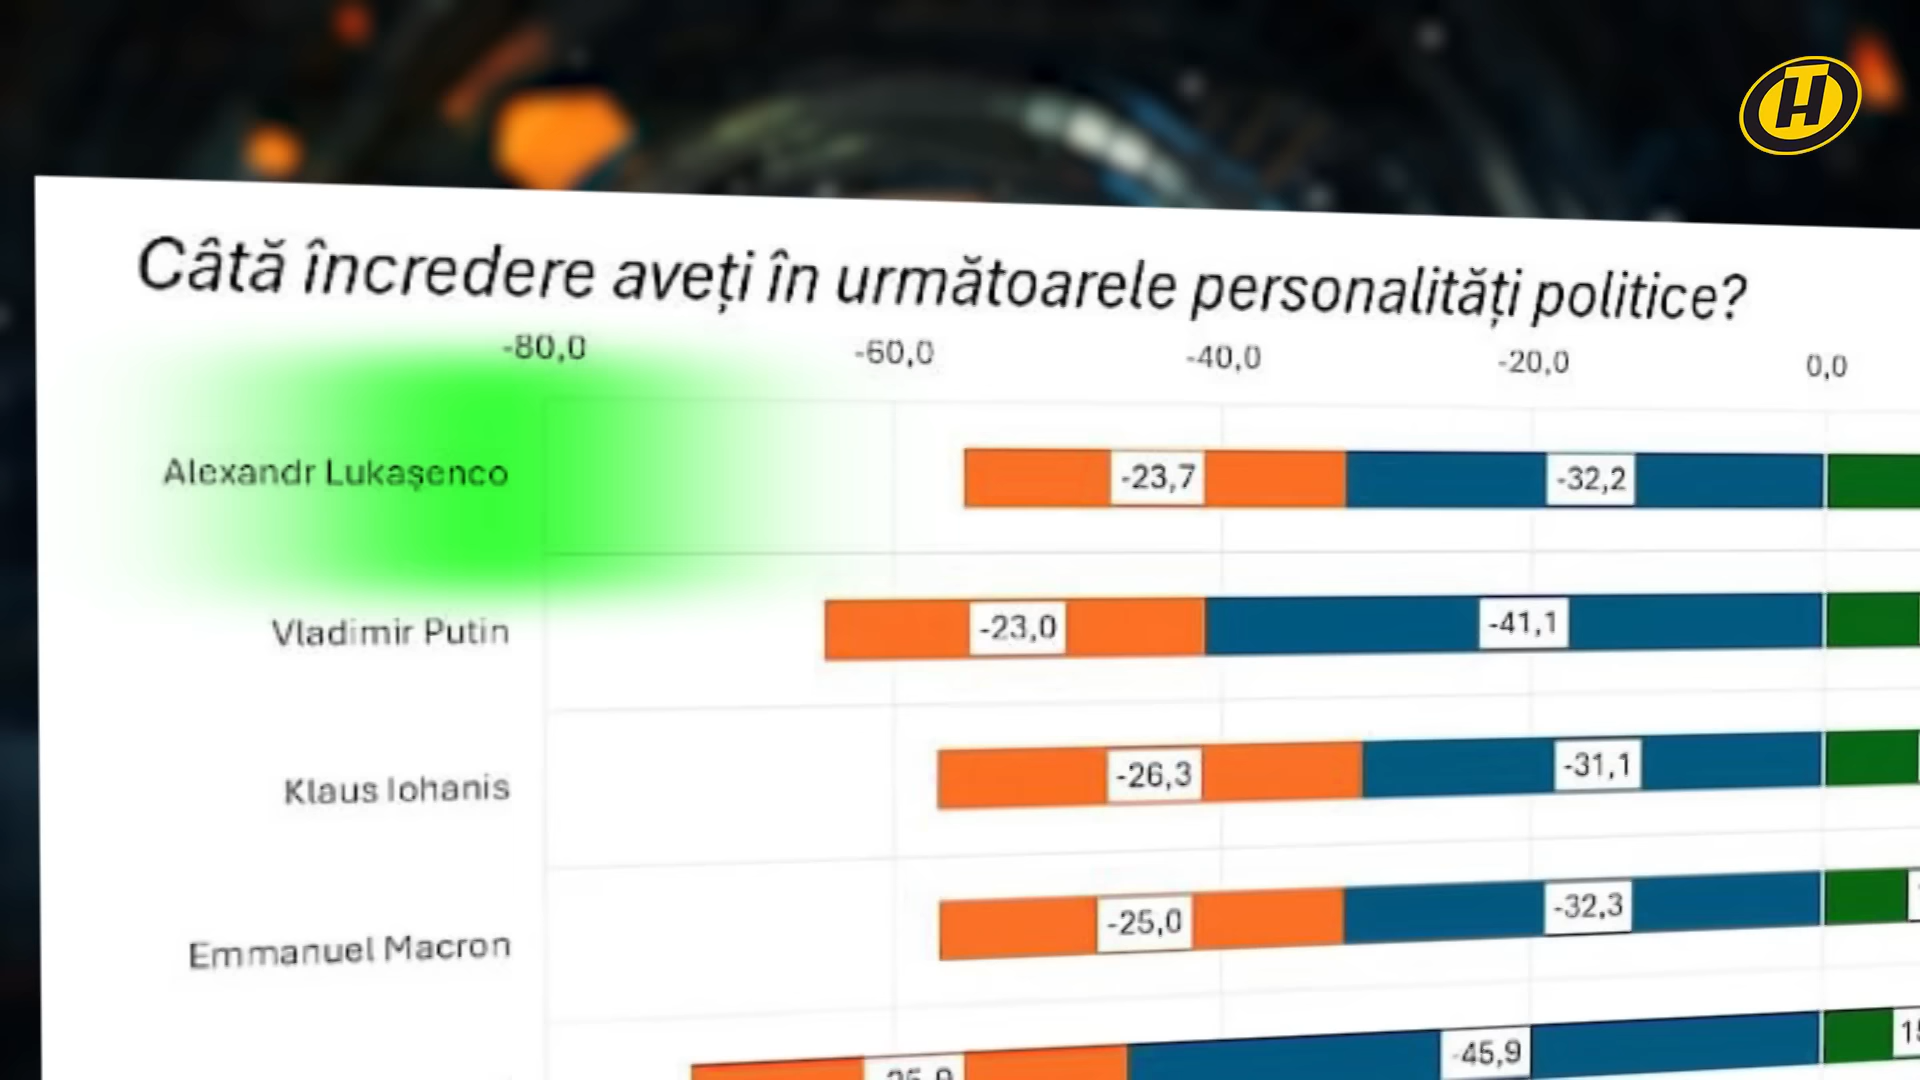 Câtă încredere aveți în următoarele personalități politice?
-80,0 -60,0 -40,0 -20,0 0,0
Alexandr Lukașenco -23,7 -32,2
Vladimir Putin -23,0 -41,1
Klaus Iohanis -26,3 -31,1
Emmanuel Macron -25,0 -32,3
-45,9